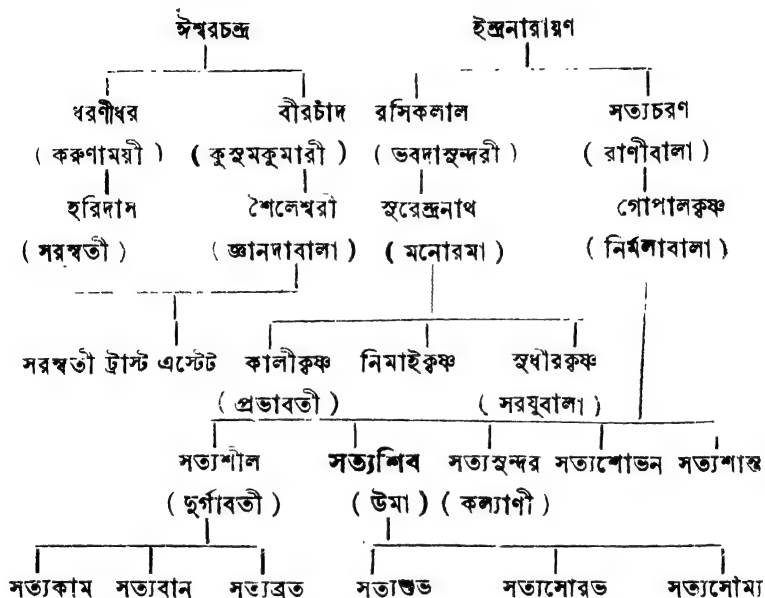 ঈশ্বরচন্দ্র ইন্দ্রনারায়ণ
ধরণীধর বীরচাঁদ রসিকলাল সত্যচরণ
( করুণাময়ী ) ( কুসুমকুমারী ) ( ভবদাসুন্দরী ) ( রাণীবালা )
হরিদাস শৈলেশ্বরী সুরেন্দ্রনাথ গোপালকৃষ্ণ
( সরস্বতী ) ( জ্ঞানদাবালা ) ( মনোরমা ) ( নির্মলাবালা )
সরস্বতী ট্রাস্ট এস্টেট কালীকৃষ্ণ নিমাইকৃষ্ণ সুধীরকৃষ্ণ
( প্রভাবতী ) ( সরযূবালা )
সত্যশীল সত্যশিব সত্যসুন্দর সত্যশোভন সত্যশান্ত
( দুর্গাবতী ) ( উমা ) ( কল্যাণী )
সত্যকাম সত্যবান সত্যব্রত সত্যশুভ সত্যসৌরভ সত্যসৌম্য